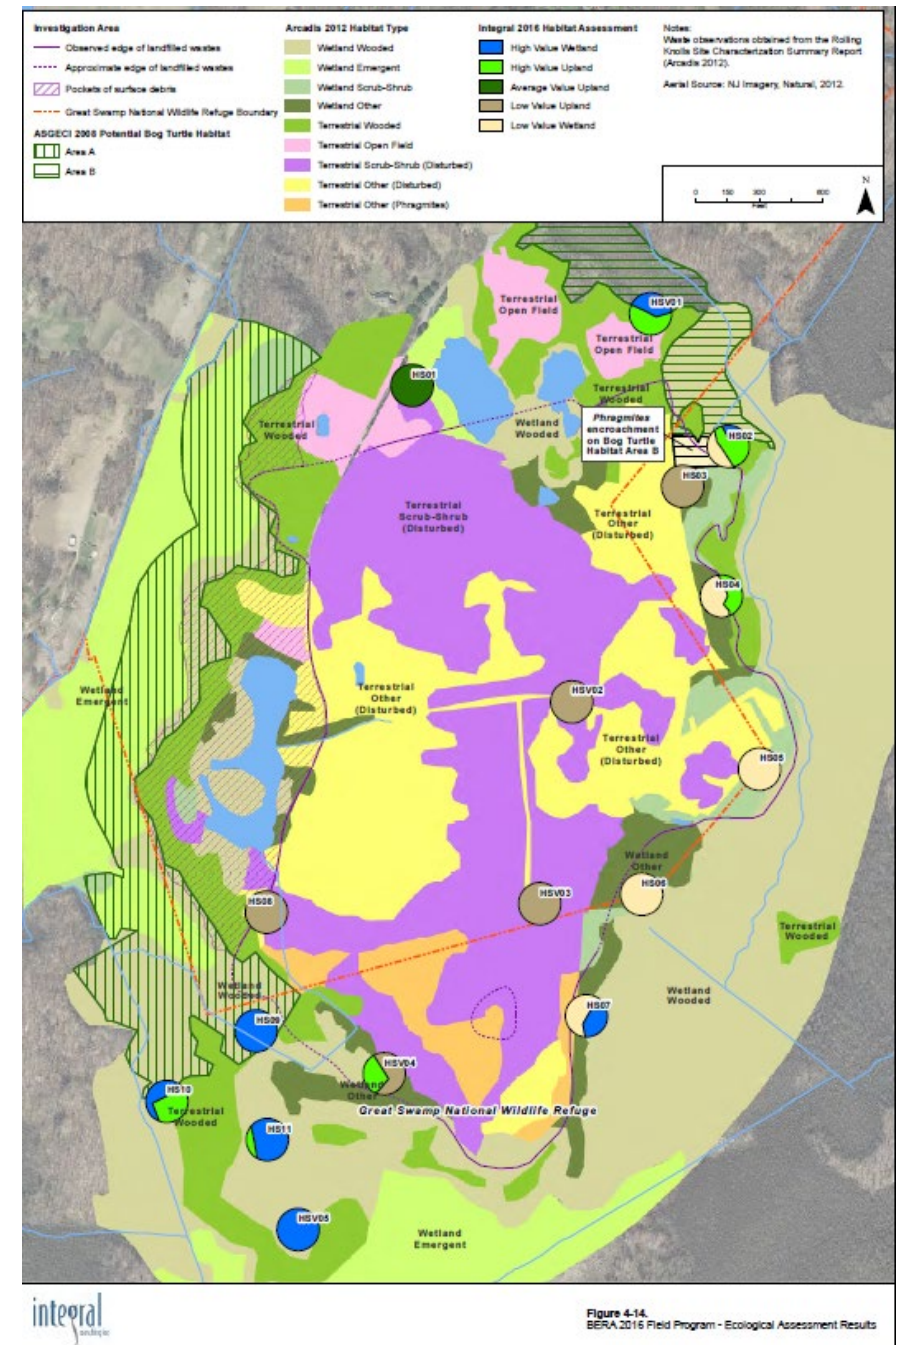 Investigation Area
Observed edge of landfilled wastes
Approximate edge of landfilled wastes
Pockets of surface debris
Great Swamp National Wildlife Refuge Boundary
ASGECI 2008 Potential Bog Turtle Habitat
Area A
Area B
Arcadis 2012 Habitat Type
Wetland Wooded
Wetland Emergent
Wetland Scrub-Shrub
Wetland Other
Terrestrial Wooded
Terrestrial Open Field
Terrestrial Scrub-Shrub (Disturbed)
Terrestrial Other (Disturbed)
Terrestrial Other (Phragmites)
Integral 2016 Habitat Assessment
High Value Wetland
High Value Upland
Average Value Upland
Low Value Upland
Low Value Wetland
Notes:
Waste observations obtained from the Rolling
Knolls Site Characterization Summary Report
(Arcadis 2012).
Aerial Source: NJ Imagery, Natural, 2012.
N
0 150 300 600
Feet
Terrestrial
Open Field
HSV01
Terrestrial
Open Field
HS01
Terrestrial
Wooded
Phragmites
encroachment
on Bog Turtle
Habitat Area B
Terrestrial
Wooded
Wetland
Wooded
HS02
HS03
Terrestrial
Scrub-Shrub
(Disturbed)
Terrestrial
Other
(Disturbed)
HS04
Wetland
Emergent
Terrestrial
Other
(Disturbed)
HSV02
Terrestrial
Other
(Disturbed)
HS05
Wetland
Other
HS06
HS08
HSV03
Terrestrial
Wooded
Wetland
Wooded
Wetland
Wooded
HS07
HS09
HSV04
Wetland
Other
HS10
Terrestrial
Wooded
Great Swamp National Wildlife Refuge
HS11
HSV05
Wetland
Emergent
integral
consulting inc.
Figure 4-14.
BERA 2016 Field Program - Ecological Assessment Results